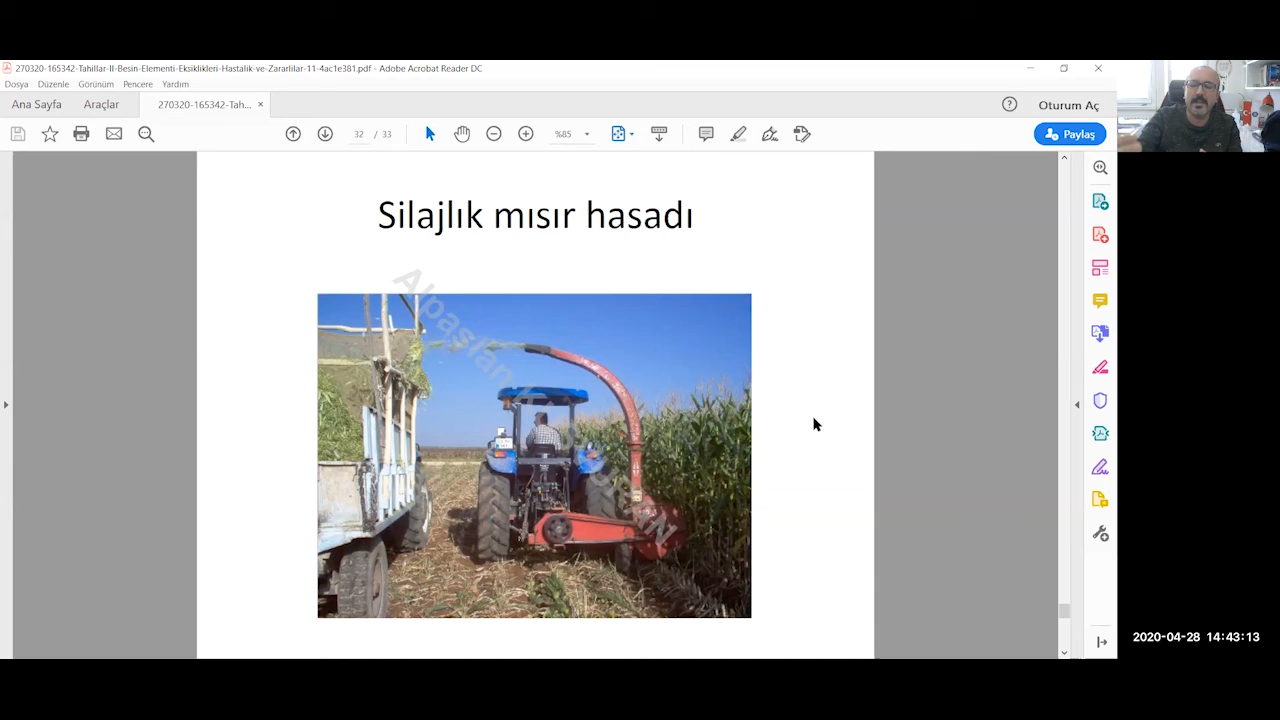 270320-165342-Tahillar-II-Besin-Elementi-Eksiklikleri-Hastalik-ve-Zararlilar-11-4ac1e381.pdf - Adobe Acrobat Reader DC
Dosya Düzenle Görünüm Pencere Yardım
Ana Sayfa Araçlar 270320-165342-Tah... × Oturum Aç
32 / 33 %85 Paylaş
Silajlık mısır hasadı
Alpaslan
2020-04-28 14:43:13